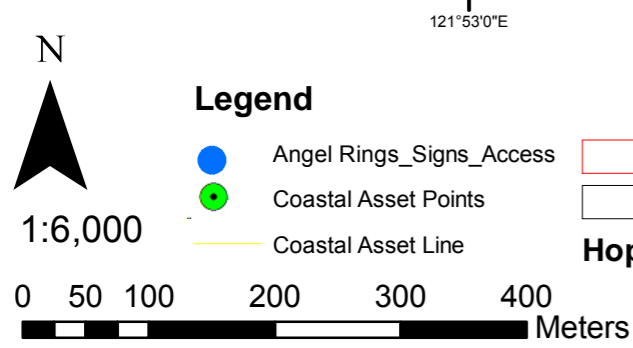 121°53'0"E
N
Legend
Angel Rings_Signs_Access
Coastal Asset Points
1:6,000
Coastal Asset Line
Hop
0 50 100 200 300 400
Meters